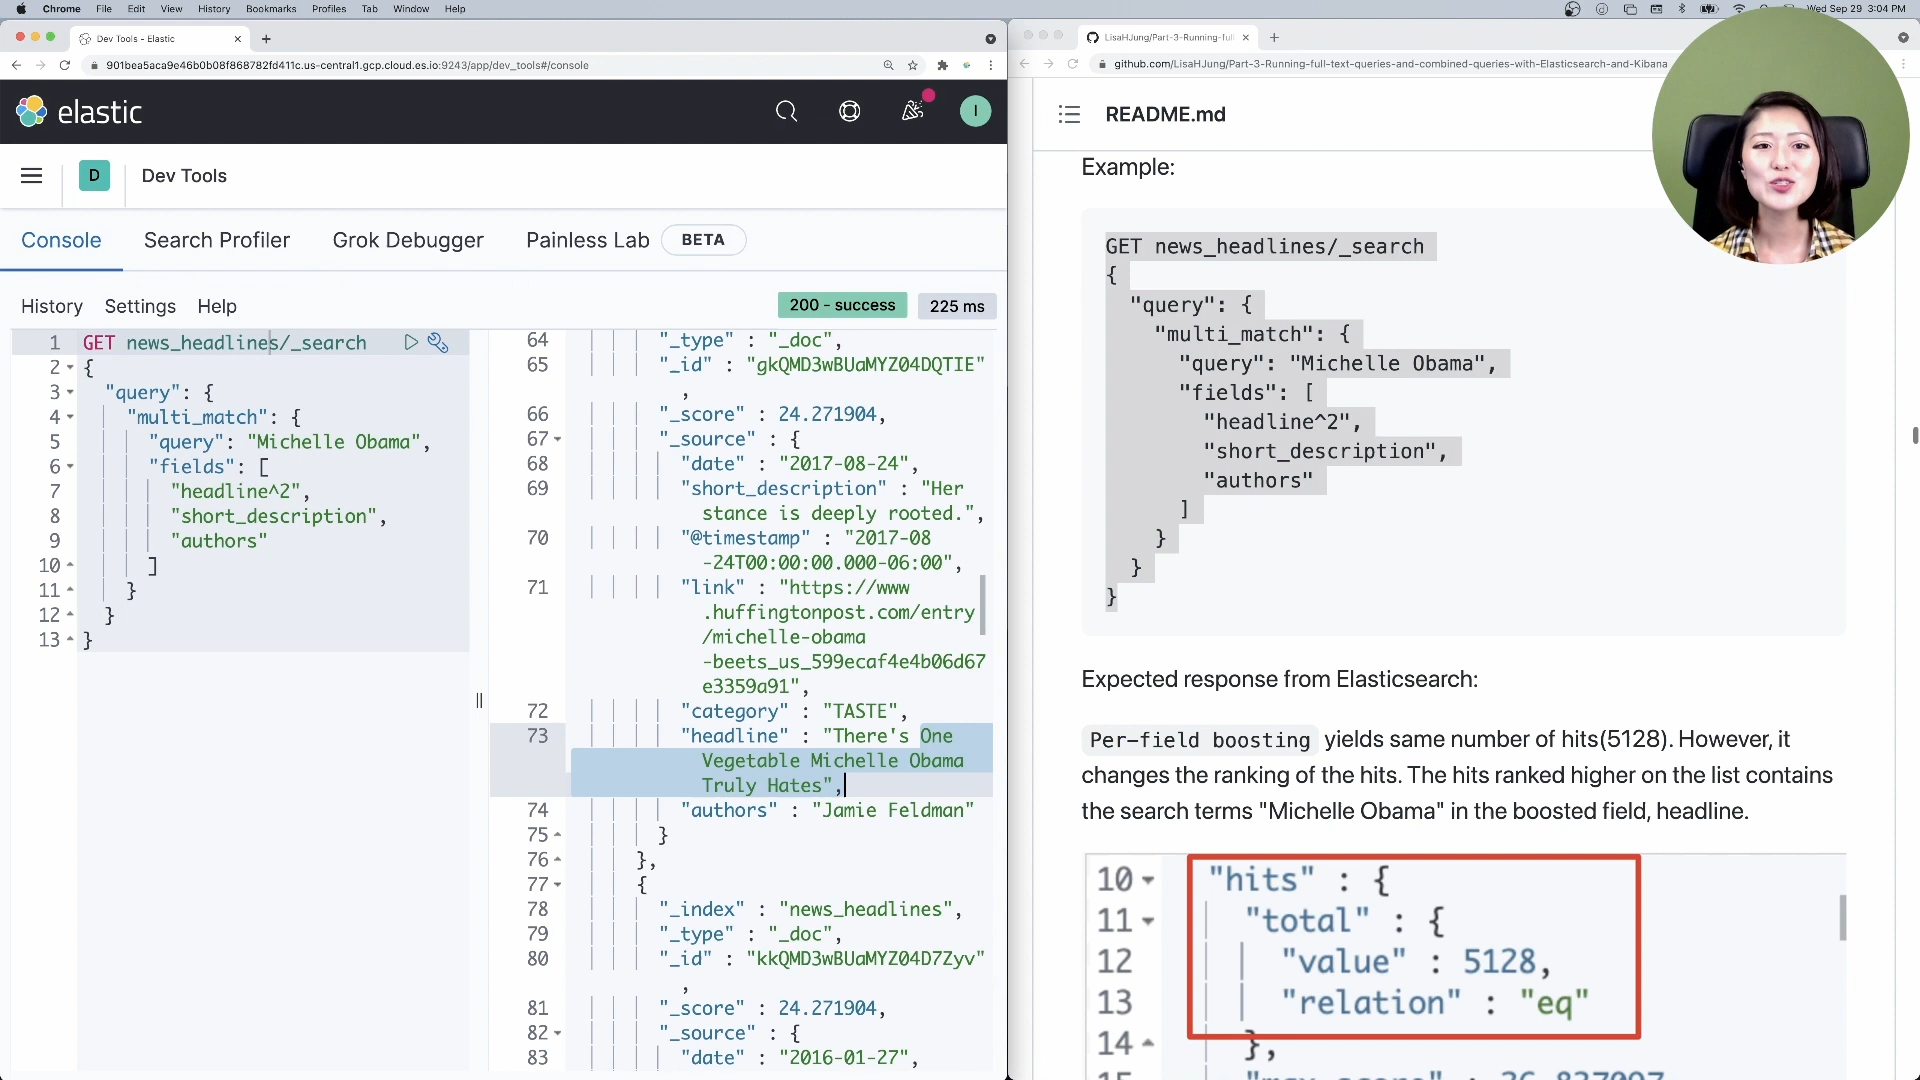 Chrome File Edit View History Bookmarks Profiles Tab Window Help
Wed Sep 29 3:04 PM
Dev Tools - Elastic
901bea5aca9e46b0b08f868782fd411c.us-central1.gcp.cloud.es.io:9243/app/dev_tools#/console
elastic
I
D
Dev Tools
Console Search Profiler Grok Debugger Painless Lab BETA
History Settings Help
200 - success 225 ms
1 GET news_headlines/_search
2 {
3 "query": {
4 "multi_match": {
5 "query": "Michelle Obama",
6 "fields": [
7 "headline^2",
8 "short_description",
9 "authors"
10 ]
11 }
12 }
13 }
64 "_type" : "_doc",
65 "_id" : "gkQMD3wBUaMYZ04DQTIE"
,
66 "_score" : 24.271904,
67 "_source" : {
68 "date" : "2017-08-24",
69 "short_description" : "Her
stance is deeply rooted.",
70 "@timestamp" : "2017-08
-24T00:00:00.000-06:00",
71 "link" : "https://www
.huffingtonpost.com/entry
/michelle-obama
-beets_us_599ecaf4e4b06d67
e3359a91",
72 "category" : "TASTE",
73 "headline" : "There's One
Vegetable Michelle Obama
Truly Hates",
74 "authors" : "Jamie Feldman"
75 }
76 },
77 {
78 "_index" : "news_headlines",
79 "_type" : "_doc",
80 "_id" : "kkQMD3wBUaMYZ04D7Zyv"
,
81 "_score" : 24.271904,
82 "_source" : {
83 "date" : "2016-01-27",
LisaHJung/Part-3-Running-full
github.com/LisaHJung/Part-3-Running-full-text-queries-and-combined-queries-with-Elasticsearch-and-Kibana
README.md
Example:
GET news_headlines/_search
{
"query": {
"multi_match": {
"query": "Michelle Obama",
"fields": [
"headline^2",
"short_description",
"authors"
]
}
}
}
Expected response from Elasticsearch:
Per-field boosting yields same number of hits(5128). However, it
changes the ranking of the hits. The hits ranked higher on the list contains
the search terms "Michelle Obama" in the boosted field, headline.
10 "hits" : {
11 "total" : {
12 "value" : 5128,
13 "relation" : "eq"
14 },